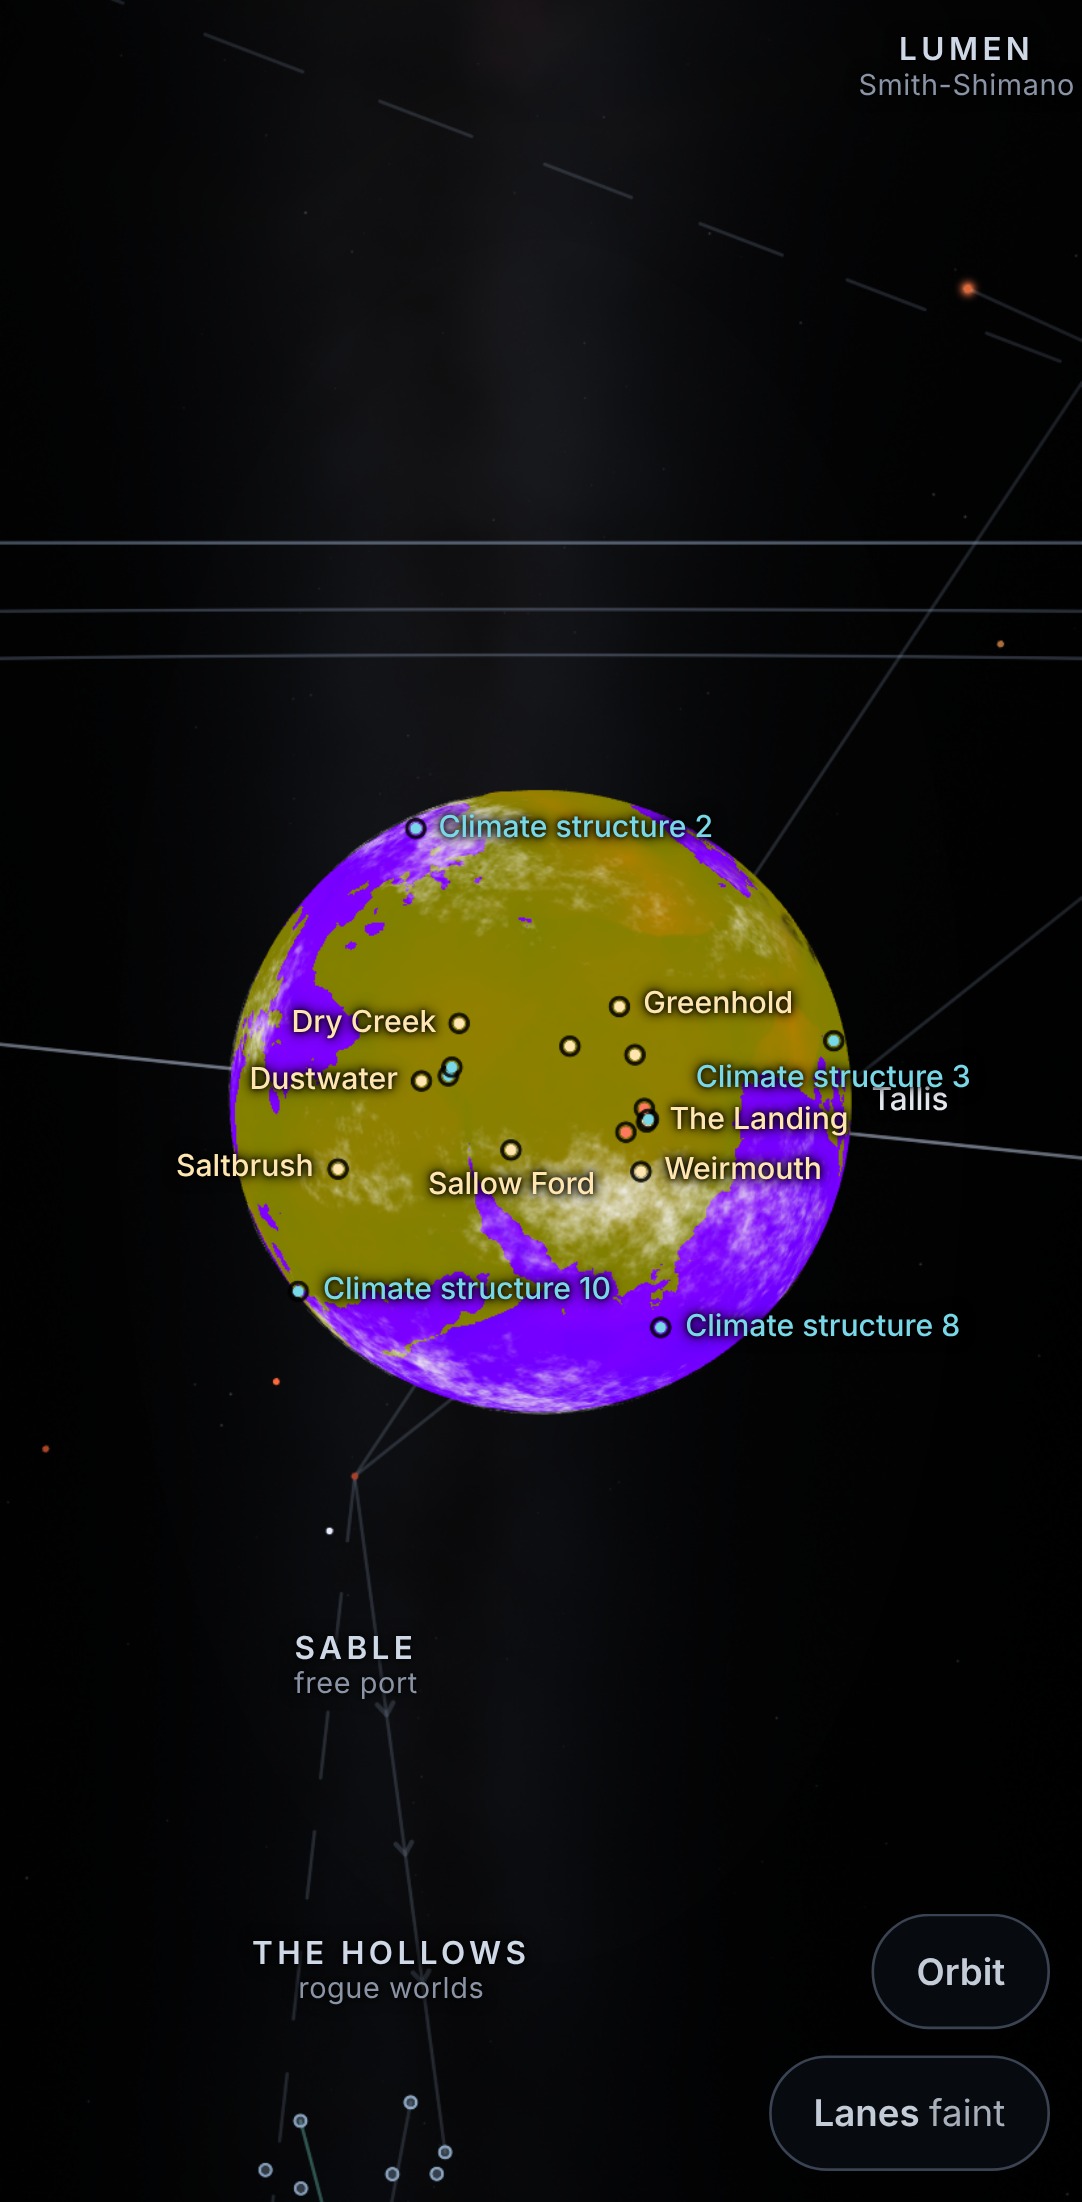 LUMEN
Smith-Shimano
Climate structure 2
Greenhold
Dry Creek
Dustwater
Climate structure 3
Tallis
The Landing
Saltbrush
Weirmouth
Sallow Ford
Climate structure 10
Climate structure 8
SABLE
free port
THE HOLLOWS
rogue worlds
Orbit
Lanes faint